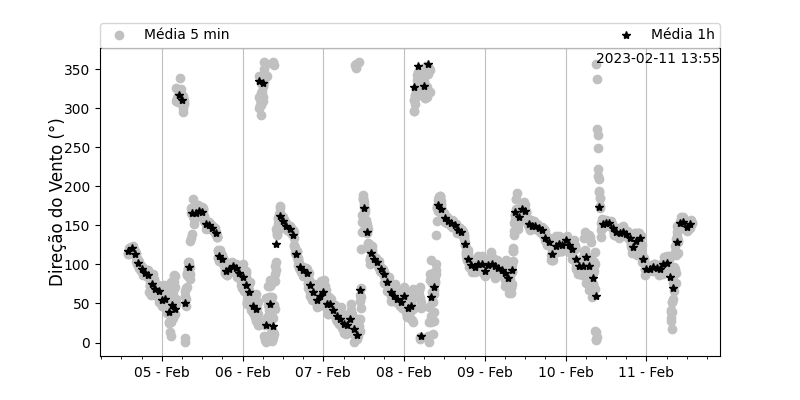 Média 5 min
Média 1h
2023-02-11 13:55
Direção do Vento (°)
350
300
250
200
150
100
50
0
05 - Feb
06 - Feb
07 - Feb
08 - Feb
09 - Feb
10 - Feb
11 - Feb